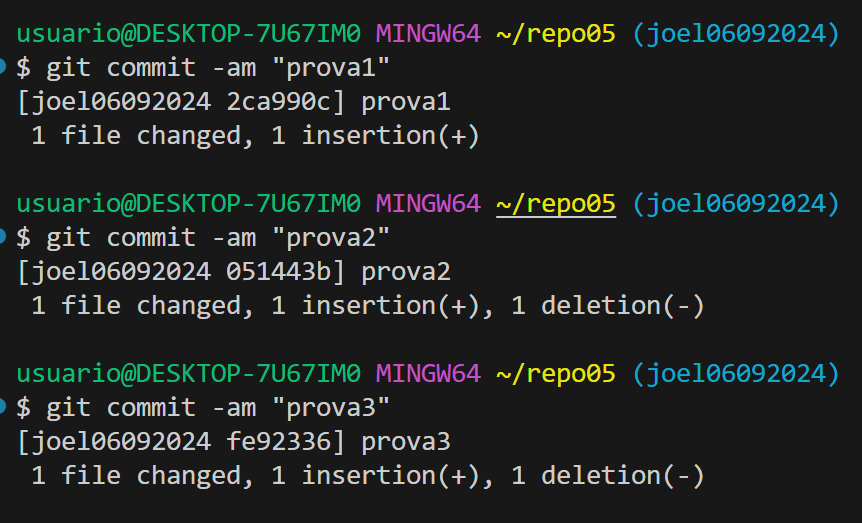 usuario@DESKTOP-7U67IM0 MINGW64 ~/repo05 (joel06092024)
$ git commit -am "prova1"
[joel06092024 2ca990c] prova1
 1 file changed, 1 insertion(+)

usuario@DESKTOP-7U67IM0 MINGW64 ~/repo05 (joel06092024)
$ git commit -am "prova2"
[joel06092024 051443b] prova2
 1 file changed, 1 insertion(+), 1 deletion(-)

usuario@DESKTOP-7U67IM0 MINGW64 ~/repo05 (joel06092024)
$ git commit -am "prova3"
[joel06092024 fe92336] prova3
 1 file changed, 1 insertion(+), 1 deletion(-)